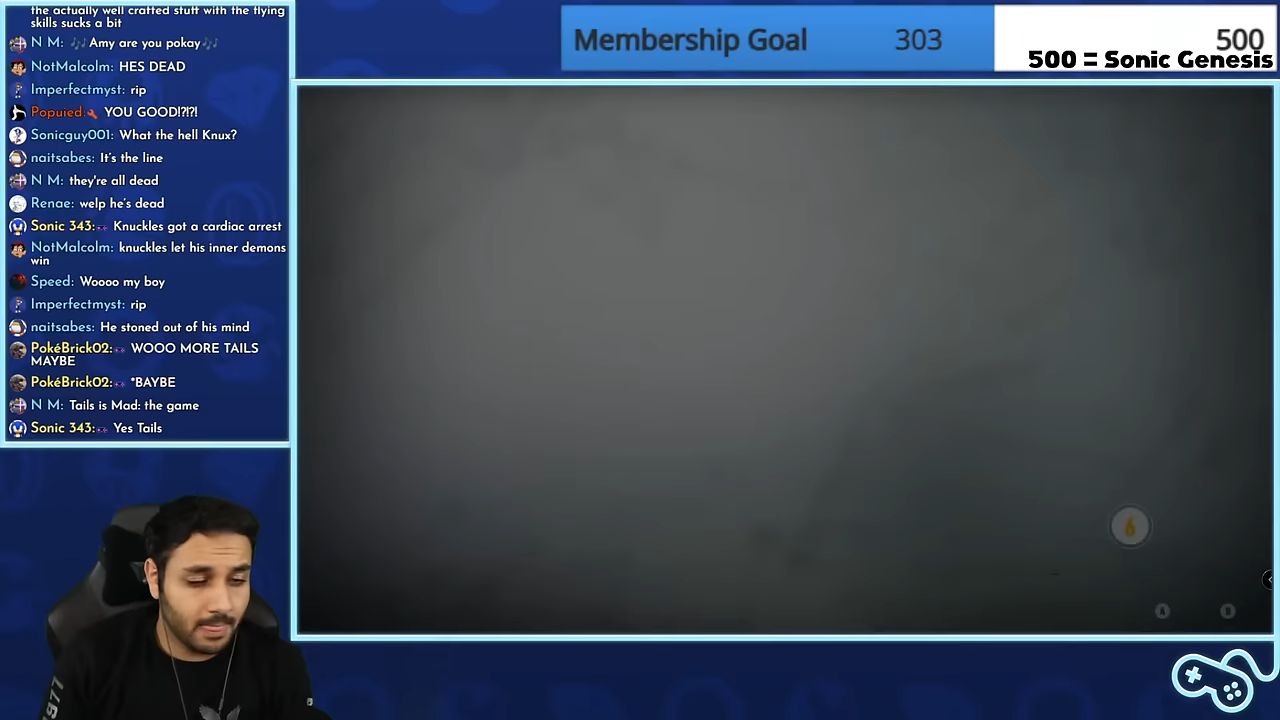 the actually well crafted stuff with the flying
skills sucks a bit
N M: 🎶Amy are you pokay🎶
NotMalcolm: HES DEAD
Imperfectmyst: rip
Popuied:🔧 YOU GOOD!?!?!
Sonicguy001: What the hell Knux?
naitsabes: It's the line
N M: they're all dead
Renae: welp he's dead
Sonic 343: Knuckles got a cardiac arrest
NotMalcolm: knuckles let his inner demons
win
Speed: Woooo my boy
Imperfectmyst: rip
naitsabes: He stoned out of his mind
PokéBrick02: WOOO MORE TAILS
MAYBE
PokéBrick02: *BAYBE
N M: Tails is Mad: the game
Sonic 343: Yes Tails
Membership Goal 303 500
500 = Sonic Genesis
A B